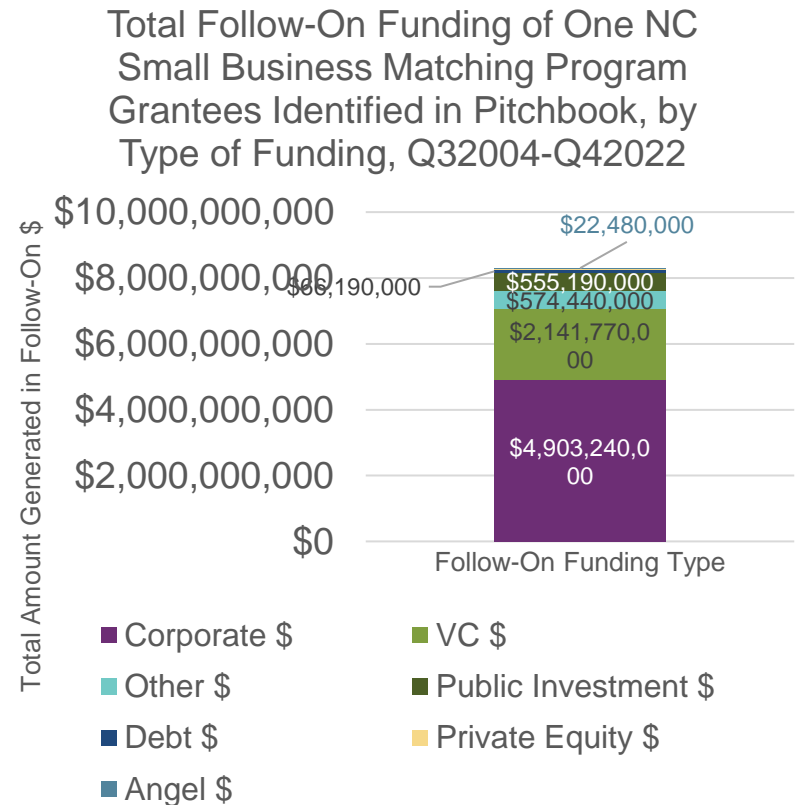 Total Follow-On Funding of One NC
Small Business Matching Program
Grantees Identified in Pitchbook, by
Type of Funding, Q32004-Q42022
Total Amount Generated in Follow-On $
$10,000,000,000
$8,000,000,000
$6,000,000,000
$4,000,000,000
$2,000,000,000
$0
$22,480,000
$66,190,000
$555,190,000
$574,440,000
$2,141,770,0
00
$4,903,240,0
00
Follow-On Funding Type
Corporate $
VC $
Other $
Public Investment $
Debt $
Private Equity $
Angel $